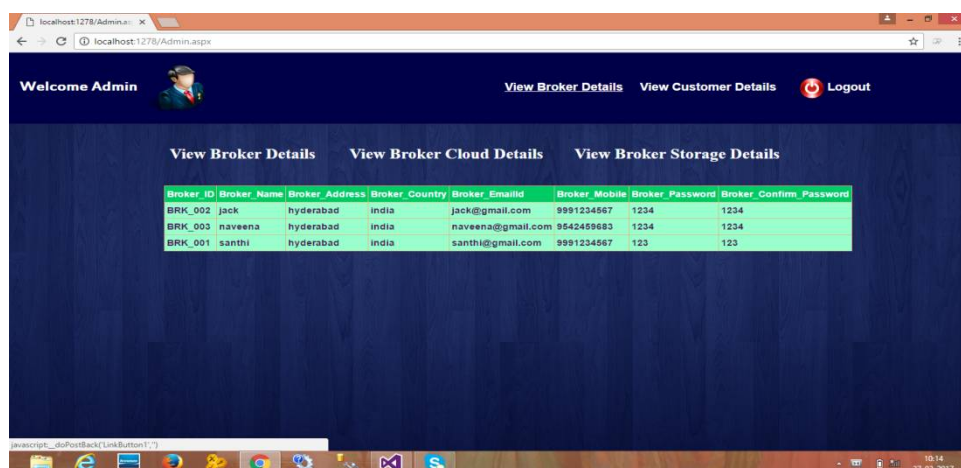 localhost:1278/Admin.as
localhost:1278/Admin.aspx
Welcome Admin
View Broker Details View Customer Details Logout
View Broker Details View Broker Cloud Details View Broker Storage Details
Broker_ID Broker_Name Broker_Address Broker_Country Broker_EmailId Broker_Mobile Broker_Password Broker_Confirm_Password
BRK_002 jack hyderabad india jack@gmail.com 9991234567 1234 1234
BRK_003 naveena hyderabad india naveena@gmail.com 9542459683 1234 1234
BRK_001 santhi hyderabad india santhi@gmail.com 9991234567 123 123
javascript:__doPostBack('LinkButton1','')
10:14